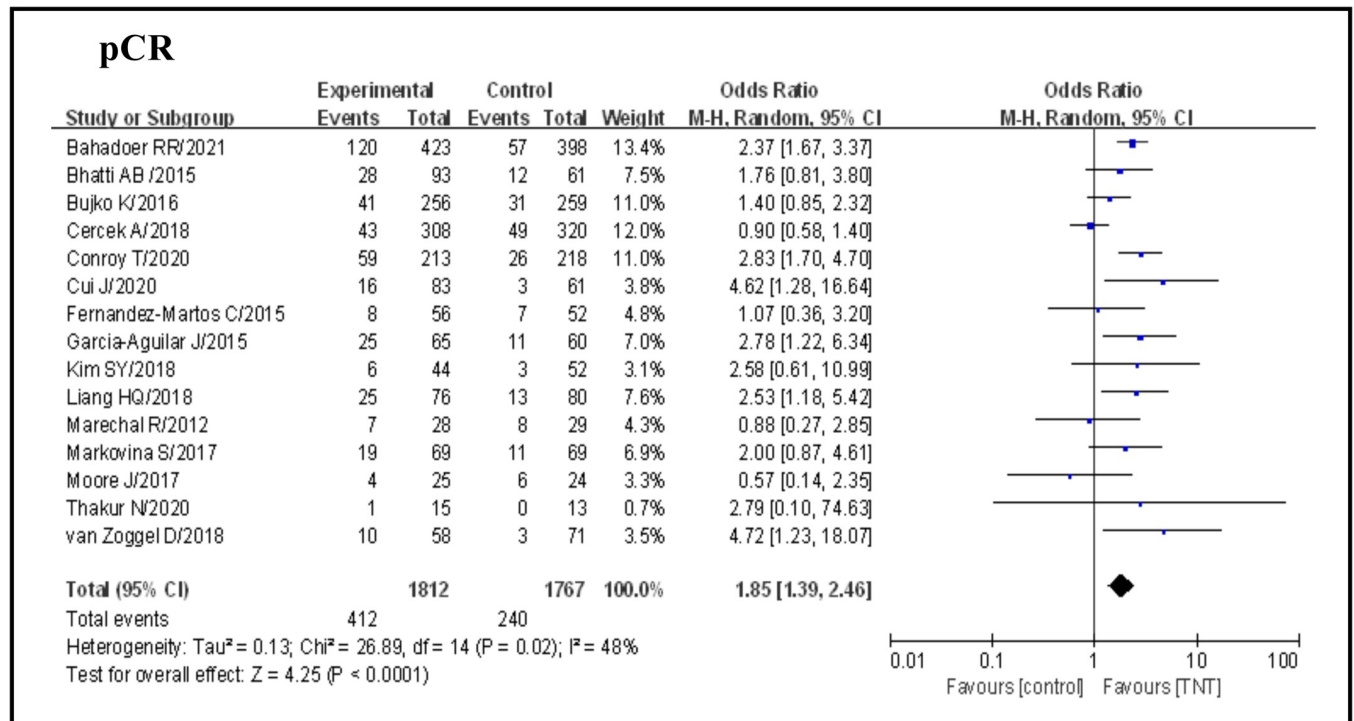 pCR
Experimental Control Odds Ratio Odds Ratio
Study or Subgroup Events Total Events Total Weight M-H, Random, 95% CI M-H, Random, 95% CI
Bahadoer RR/2021 120 423 57 398 13.4% 2.37 [1.67, 3.37]
Bhatti AB /2015 28 93 12 61 7.5% 1.76 [0.81, 3.80]
Bujko K/2016 41 256 31 259 11.0% 1.40 [0.85, 2.32]
Cercek A/2018 43 308 49 320 12.0% 0.90 [0.58, 1.40]
Conroy T/2020 59 213 26 218 11.0% 2.83 [1.70, 4.70]
Cui J/2020 16 83 3 61 3.8% 4.62 [1.28, 16.64]
Fernandez-Martos C/2015 8 56 7 52 4.8% 1.07 [0.36, 3.20]
Garcia-Aguilar J/2015 25 65 11 60 7.0% 2.78 [1.22, 6.34]
Kim SY/2018 6 44 3 52 3.1% 2.58 [0.61, 10.99]
Liang HQ/2018 25 76 13 80 7.6% 2.53 [1.18, 5.42]
Marechal R/2012 7 28 8 29 4.3% 0.88 [0.27, 2.85]
Markovina S/2017 19 69 11 69 6.9% 2.00 [0.87, 4.61]
Moore J/2017 4 25 6 24 3.3% 0.57 [0.14, 2.35]
Thakur N/2020 1 15 0 13 0.7% 2.79 [0.10, 74.63]
van Zoggel D/2018 10 58 3 71 3.5% 4.72 [1.23, 18.07]
Total (95% CI) 1812 1767 100.0% 1.85 [1.39, 2.46]
Total events 412 240
Heterogeneity: Tau² = 0.13; Chi² = 26.89, df = 14 (P = 0.02); I² = 48%
Test for overall effect: Z = 4.25 (P < 0.0001)
0.01 0.1 1 10 100
Favours [control] Favours [TNT]